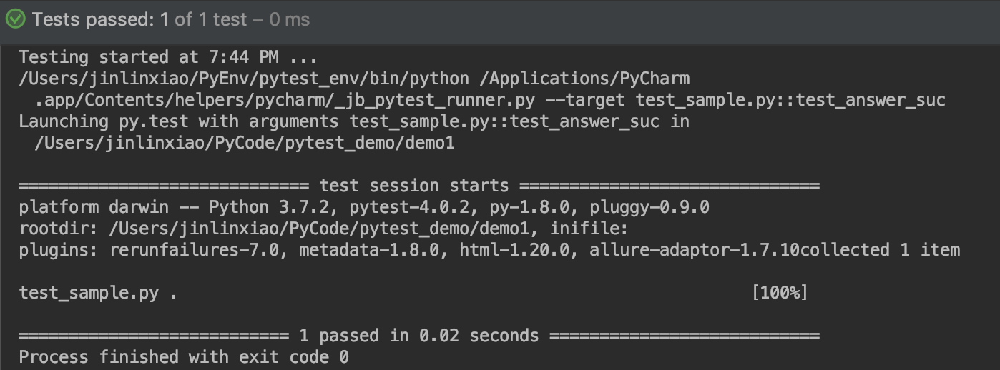 Tests passed: 1 of 1 test – 0 ms
Testing started at 7:44 PM ...
/Users/jinlinxiao/PyEnv/pytest_env/bin/python /Applications/PyCharm
.app/Contents/helpers/pycharm/_jb_pytest_runner.py --target test_sample.py::test_answer_suc
Launching py.test with arguments test_sample.py::test_answer_suc in
/Users/jinlinxiao/PyCode/pytest_demo/demo1
============================= test session starts ==============================
platform darwin -- Python 3.7.2, pytest-4.0.2, py-1.8.0, pluggy-0.9.0
rootdir: /Users/jinlinxiao/PyCode/pytest_demo/demo1, inifile:
plugins: rerunfailures-7.0, metadata-1.8.0, html-1.20.0, allure-adaptor-1.7.10collected 1 item
test_sample.py . [100%]
=========================== 1 passed in 0.02 seconds ===========================
Process finished with exit code 0